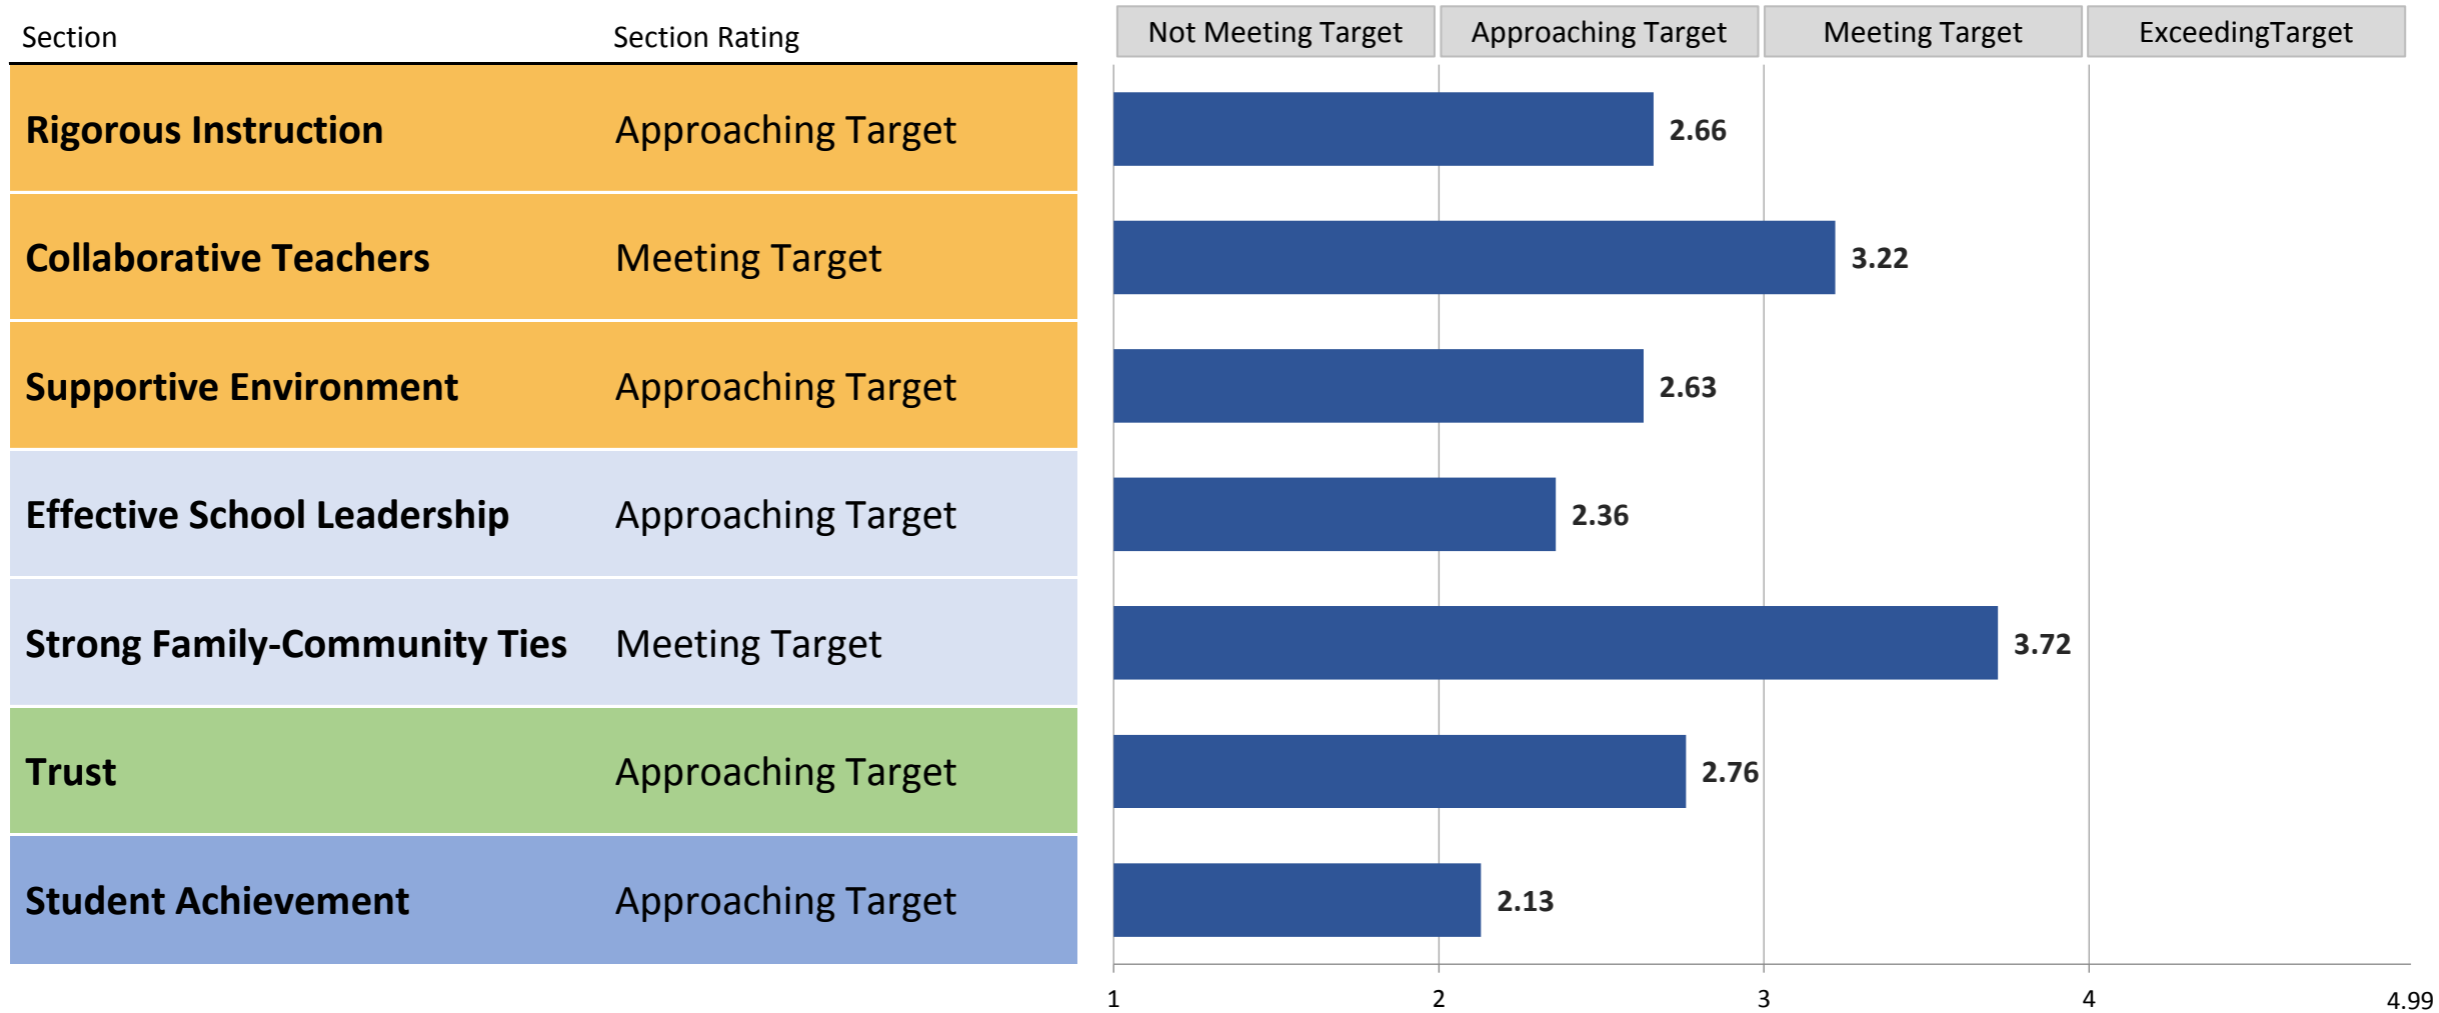 Section Section Rating Not Meeting Target Approaching Target Meeting Target ExceedingTarget
Rigorous Instruction Approaching Target 2.66
Collaborative Teachers Meeting Target 3.22
Supportive Environment Approaching Target 2.63
Effective School Leadership Approaching Target 2.36
Strong Family-Community Ties Meeting Target 3.72
Trust Approaching Target 2.76
Student Achievement Approaching Target 2.13
1 2 3 4 4.99